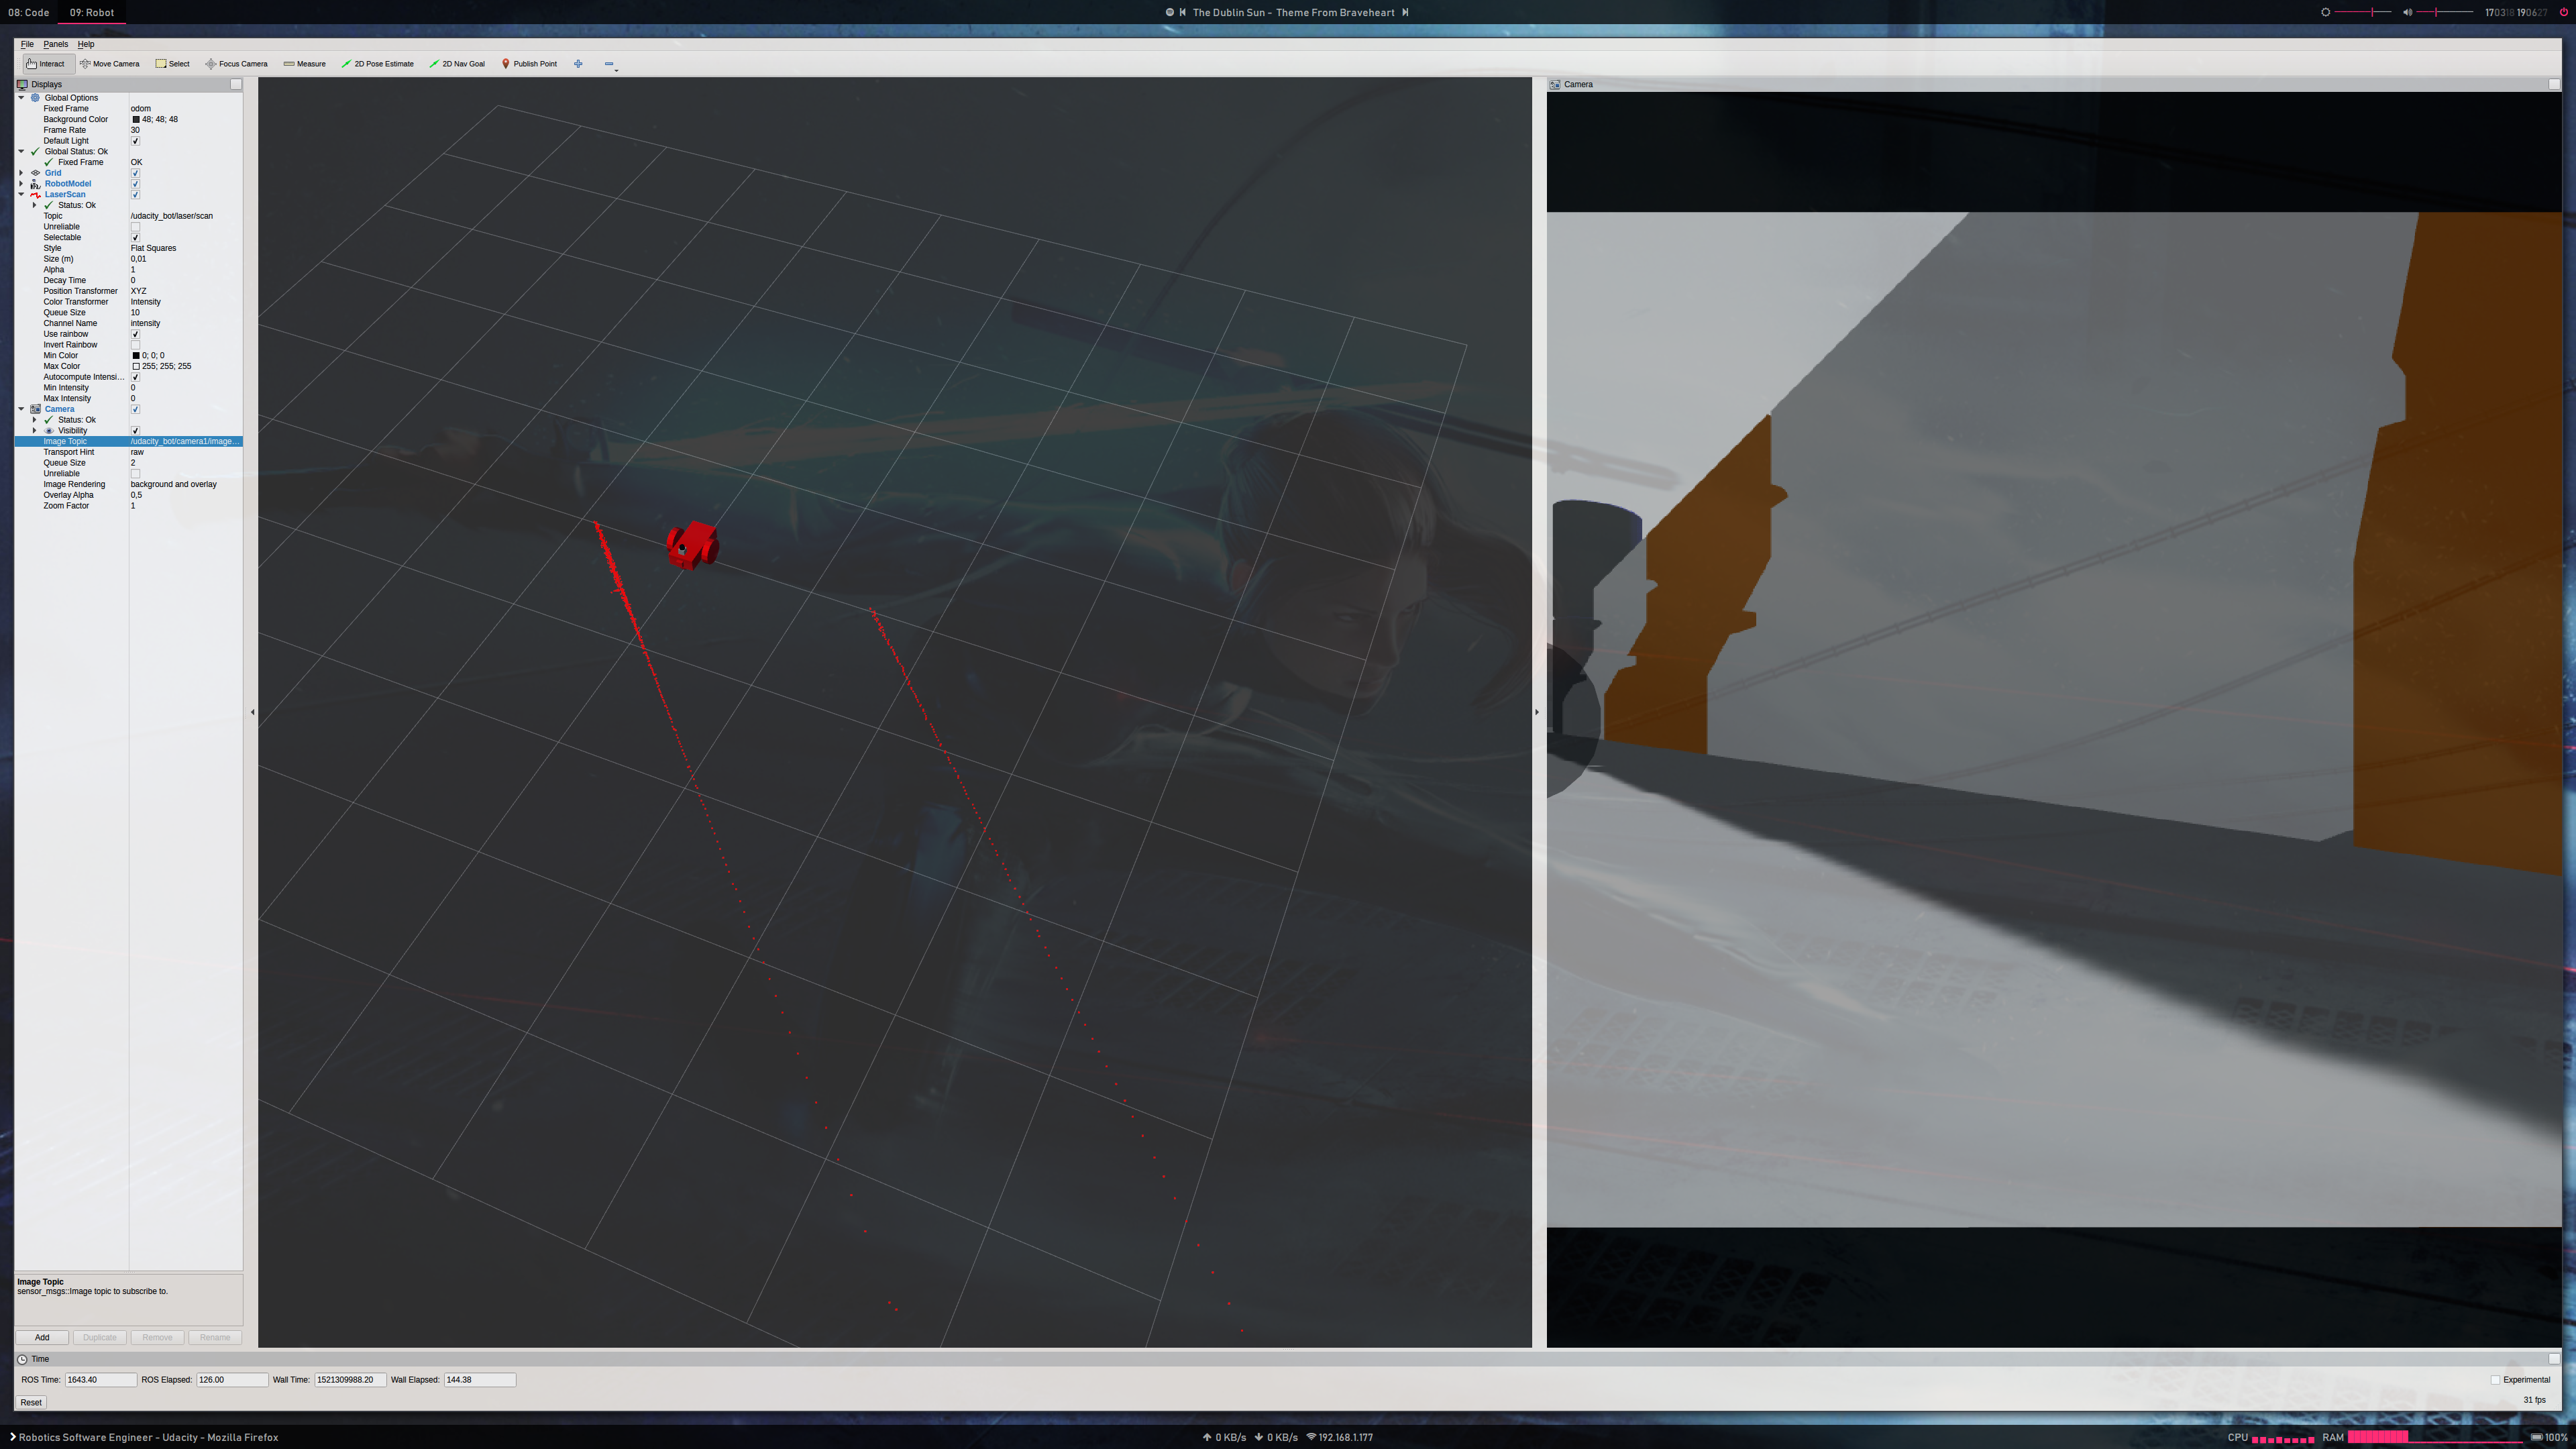 08: Code 09: Robot The Dublin Sun - Theme From Braveheart 170318 190627
File Panels Help
Interact Move Camera Select Focus Camera Measure 2D Pose Estimate 2D Nav Goal Publish Point
Displays
Global Options
Fixed Frame odom
Background Color 48; 48; 48
Frame Rate 30
Default Light
Global Status: Ok
Fixed Frame OK
Grid
RobotModel
LaserScan
Status: Ok
Topic /udacity_bot/laser/scan
Unreliable
Selectable
Style Flat Squares
Size (m) 0,01
Alpha 1
Decay Time 0
Position Transformer XYZ
Color Transformer Intensity
Queue Size 10
Channel Name intensity
Use rainbow
Invert Rainbow
Min Color 0; 0; 0
Max Color 255; 255; 255
Autocompute Intensi...
Min Intensity 0
Max Intensity 0
Camera
Status: Ok
Visibility
Image Topic /udacity_bot/camera1/image...
Transport Hint raw
Queue Size 2
Unreliable
Image Rendering background and overlay
Overlay Alpha 0,5
Zoom Factor 1
Image Topic
sensor_msgs::Image topic to subscribe to.
Add Duplicate Remove Rename
Camera
Time
ROS Time: 1643.40 ROS Elapsed: 126.00 Wall Time: 1521309988.20 Wall Elapsed: 144.38 Experimental
Reset 31 fps
Robotics Software Engineer - Udacity - Mozilla Firefox 0 KB/s 0 KB/s 192.168.1.177 CPU RAM 100%